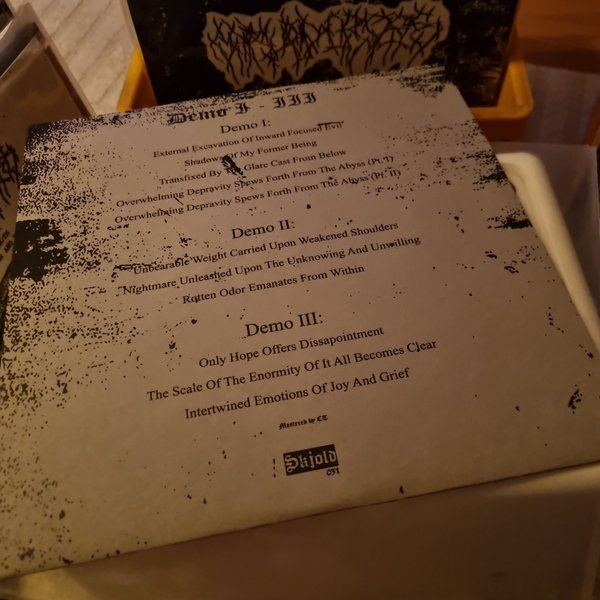 Demo I - III
Demo I:
External Excavation Of Inward Focused Evil
Shadow Of My Former Being
Transfixed By The Glare Cast From Below
Overwhelming Depravity Spews Forth From The Abyss (Pt. I)
Overwhelming Depravity Spews Forth From The Abyss (Pt. II)
Demo II:
Unbearable Weight Carried Upon Weakened Shoulders
Nightmare Unleashed Upon The Unknowing And Unwilling
Rotten Odor Emanates From Within
Demo III:
Only Hope Offers Dissapointment
The Scale Of The Enormity Of It All Becomes Clear
Intertwined Emotions Of Joy And Grief
Mastered by CT
Skjold
031